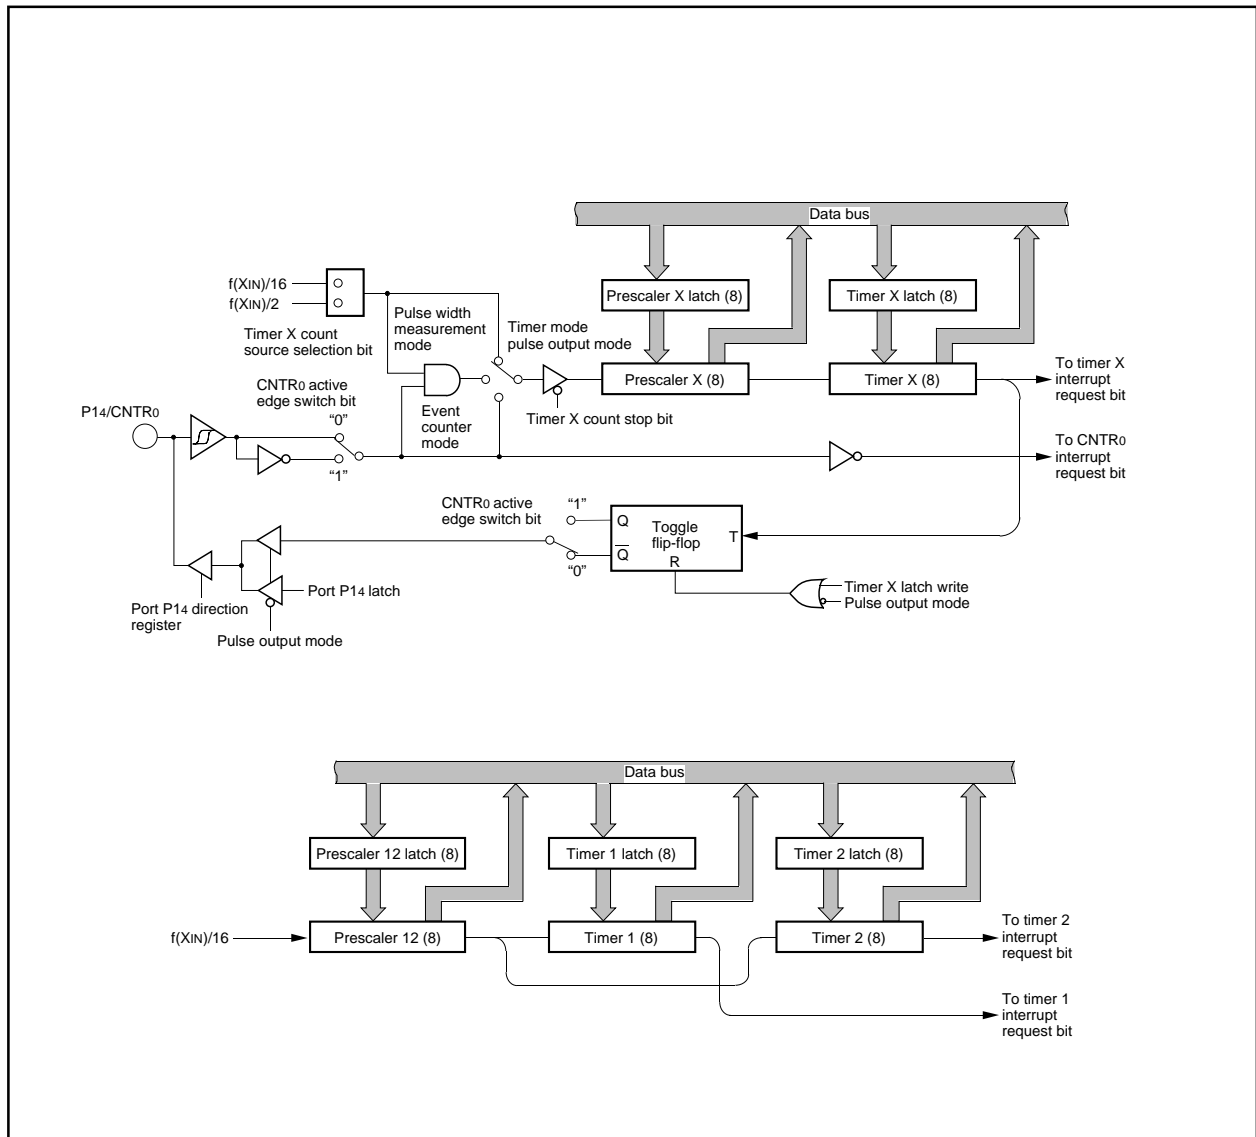 Data bus
f(XIN)/16
f(XIN)/2
Prescaler X latch (8)
Timer X latch (8)
Timer X count
source selection bit
Pulse width
measurement
mode
Timer mode
pulse output mode
Prescaler X (8)
Timer X (8)
To timer X
interrupt
request bit
CNTR0 active
edge switch bit
P14/CNTR0
"0"
Event
counter
mode
Timer X count stop bit
"1"
To CNTR0
interrupt
request bit
CNTR0 active
edge switch bit
"1"
Q
Toggle
flip-flop
T
Q
R
"0"
Port P14 latch
Timer X latch write
Pulse output mode
Port P14 direction
register
Pulse output mode
Data bus
Prescaler 12 latch (8)
Timer 1 latch (8)
Timer 2 latch (8)
f(XIN)/16
Prescaler 12 (8)
Timer 1 (8)
Timer 2 (8)
To timer 2
interrupt
request bit
To timer 1
interrupt
request bit